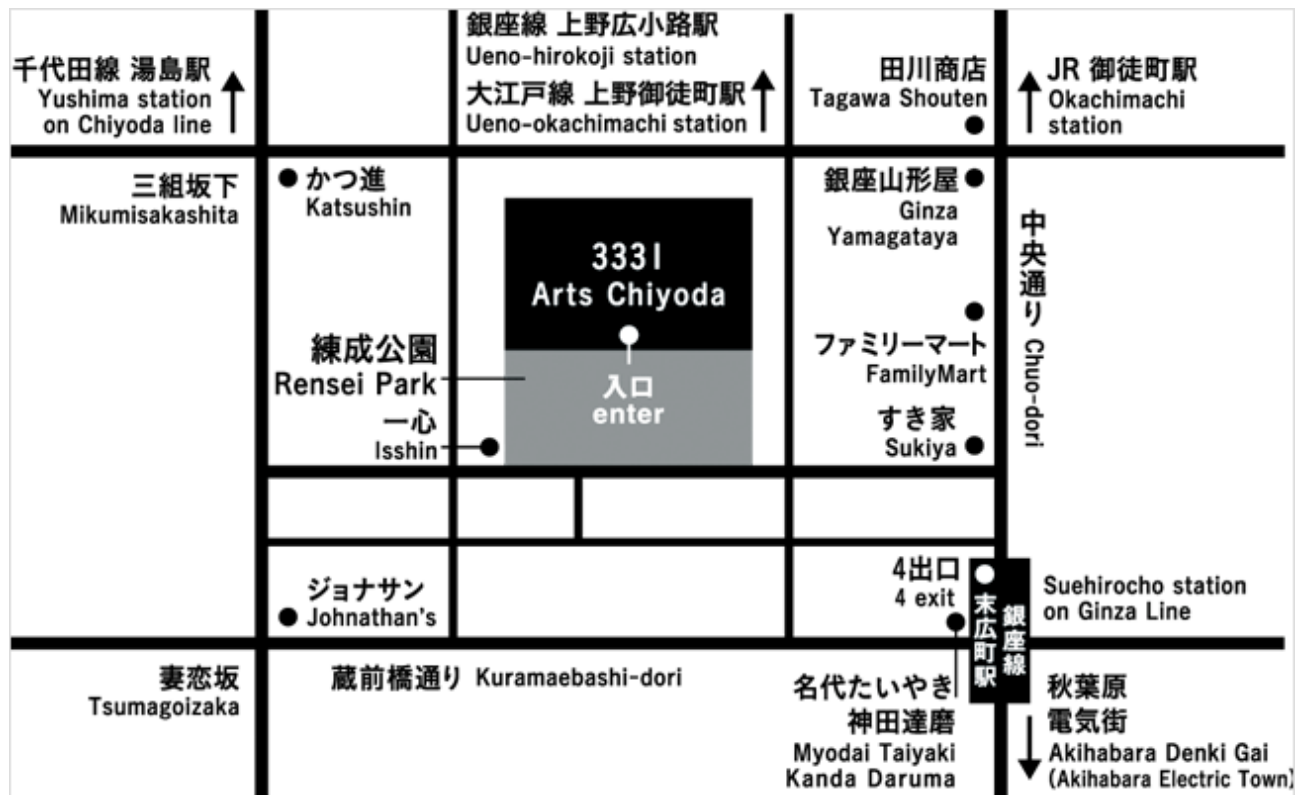 千代田線 湯島駅
Yushima station
on Chiyoda line
銀座線 上野広小路駅
Ueno-hirokoji station
大江戸線 上野御徒町駅
Ueno-okachimachi station
田川商店
Tagawa Shouten
JR 御徒町駅
Okachimachi
station
三組坂下
Mikumisakashita
かつ進
Katsushin
3331
Arts Chiyoda
銀座山形屋
Ginza
Yamagataya
中央通り Chuo-dori
練成公園
Rensei Park
入口
enter
ファミリーマート
FamilyMart
一心
Isshin
すき家
Sukiya
ジョナサン
Johnathan's
4出口
4 exit
末広町駅
銀座線
Suehirocho station
on Ginza Line
妻恋坂
Tsumagoizaka
蔵前橋通り Kuramaebashi-dori
名代たいやき
神田達磨
Myodai Taiyaki
Kanda Daruma
秋葉原
電気街
Akihabara Denki Gai
(Akihabara Electric Town)